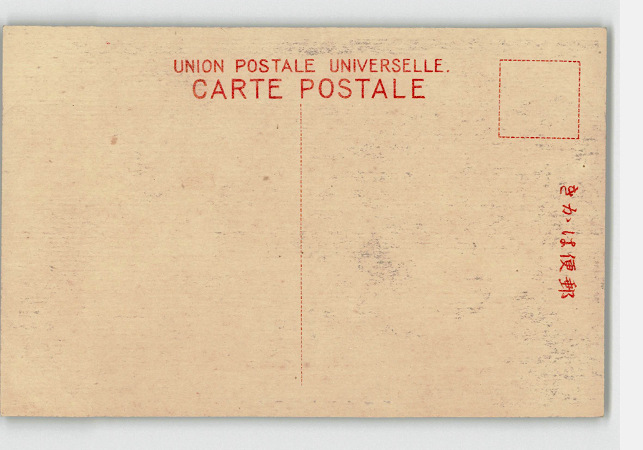 UNION POSTALE UNIVERSELLE.
CARTE POSTALE
郵便はかき